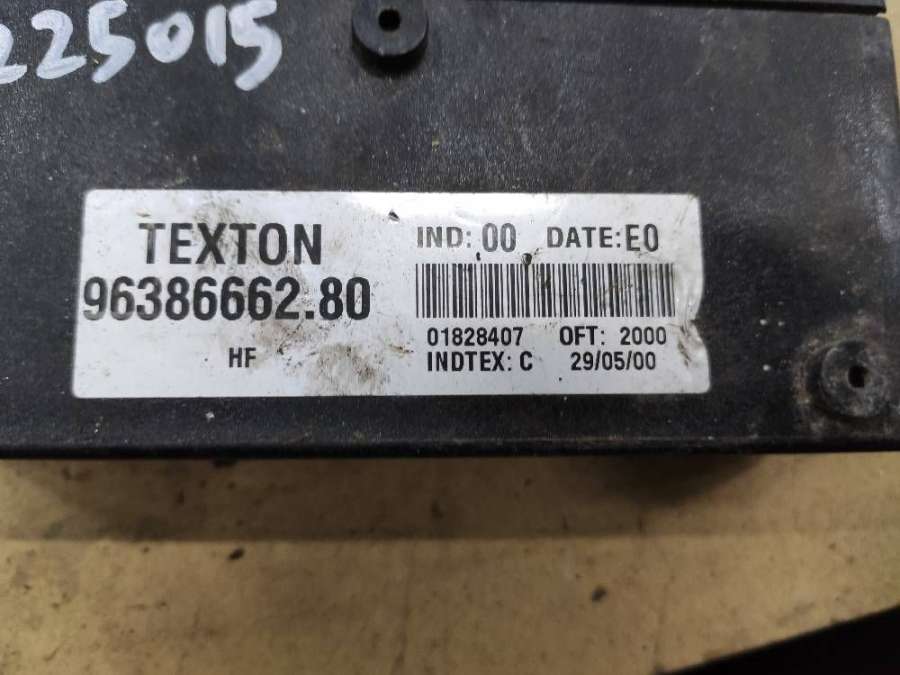 225015
TEXTON
96386662.80
HF
IND: 00 DATE: E0
01828407 OFT: 2000
INDTEX: C 29/05/00